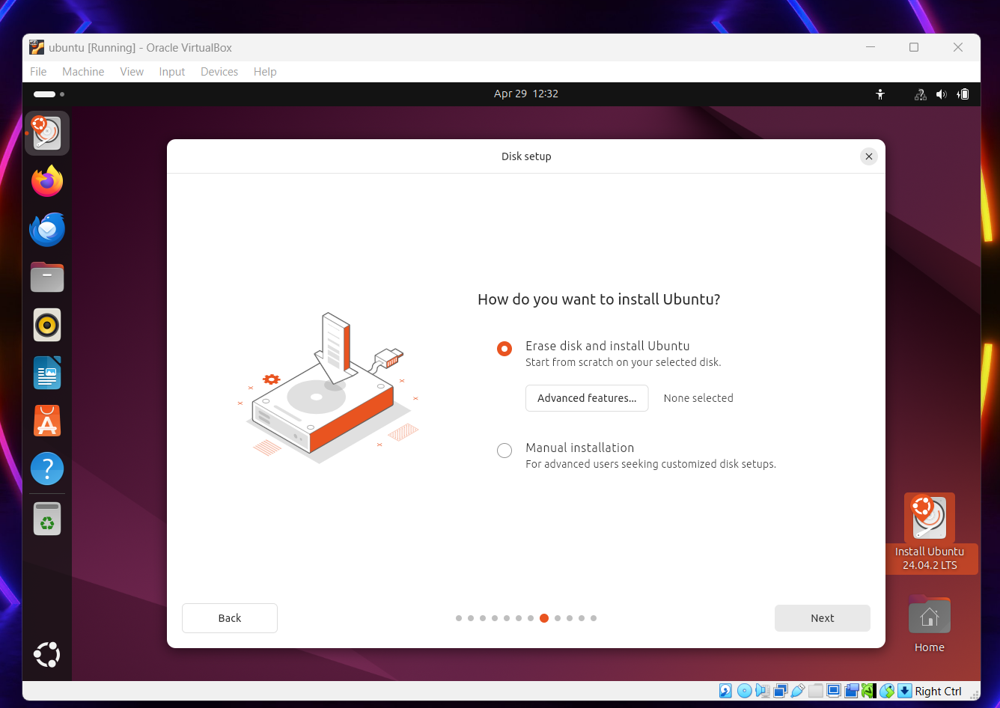 ubuntu [Running] - Oracle VirtualBox
File Machine View Input Devices Help
Apr 29 12:32
Disk setup
How do you want to install Ubuntu?
Erase disk and install Ubuntu
Start from scratch on your selected disk.
Advanced features... None selected
Manual installation
For advanced users seeking customized disk setups.
Install Ubuntu
24.04.2 LTS
Back
Next
Home
Right Ctrl